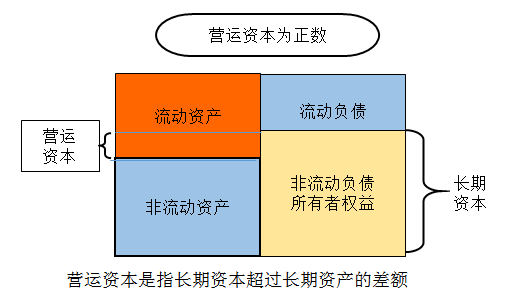 营运资本为正数
流动资产
流动负债
营运
资本
非流动资产
非流动负债
所有者权益
长期
资本
营运资本是指长期资本超过长期资产的差额